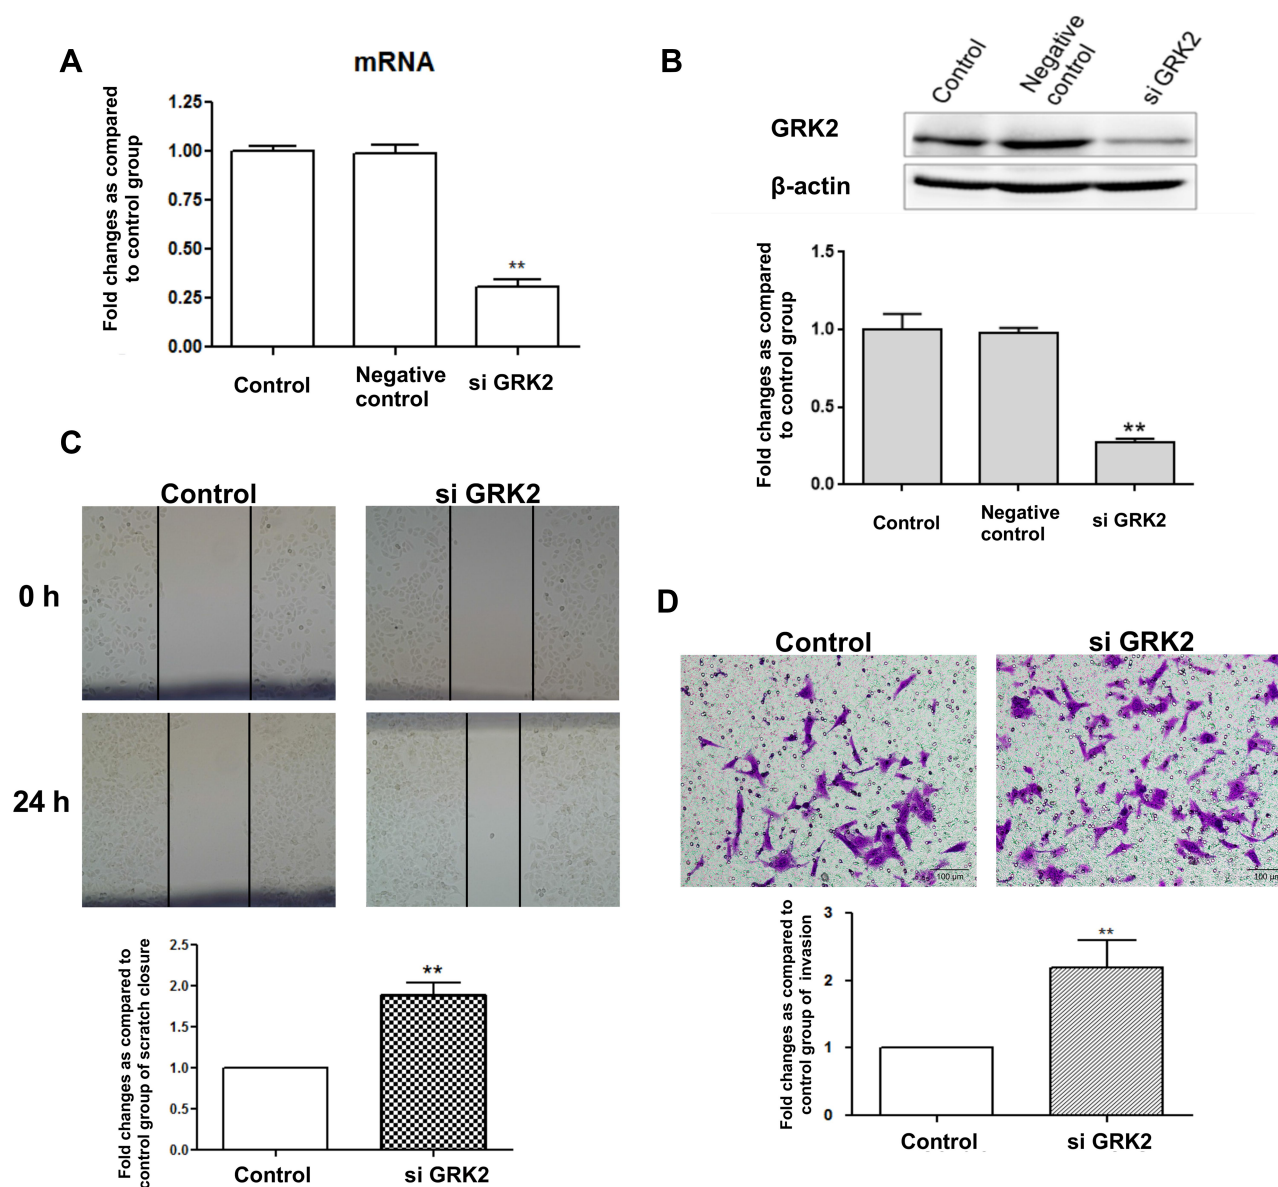 A
mRNA
Fold changes as compared
to control group
1.25
1.00
0.75
0.50
0.25
0.00
**
Control
Negative
control
si GRK2
B
Control
Negative
control
si GRK2
GRK2
β-actin
Fold changes as compared
to control group
1.5
1.0
0.5
0.0
**
Control
Negative
control
si GRK2
C
Control
si GRK2
0 h
24 h
Fold changes as compared to
control group of scratch closure
2.5
2.0
1.5
1.0
0.5
0.0
**
Control
si GRK2
D
Control
si GRK2
100 μm
100 μm
Fold changes as compared to
control group of invasion
3
2
1
0
**
Control
si GRK2